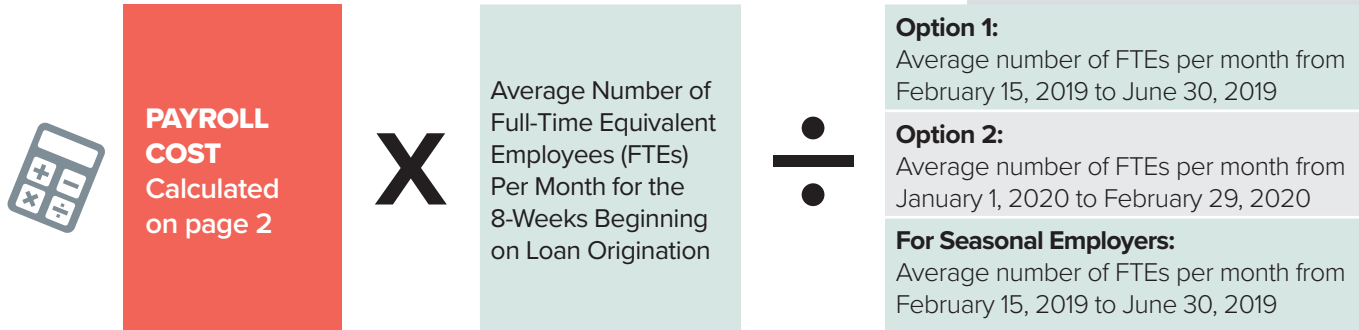 PAYROLL
COST
Calculated
on page 2
X
Average Number of
Full-Time Equivalent
Employees (FTEs)
Per Month for the
8-Weeks Beginning
on Loan Origination
÷
Option 1:
Average number of FTEs per month from
February 15, 2019 to June 30, 2019
Option 2:
Average number of FTEs per month from
January 1, 2020 to February 29, 2020
For Seasonal Employers:
Average number of FTEs per month from
February 15, 2019 to June 30, 2019